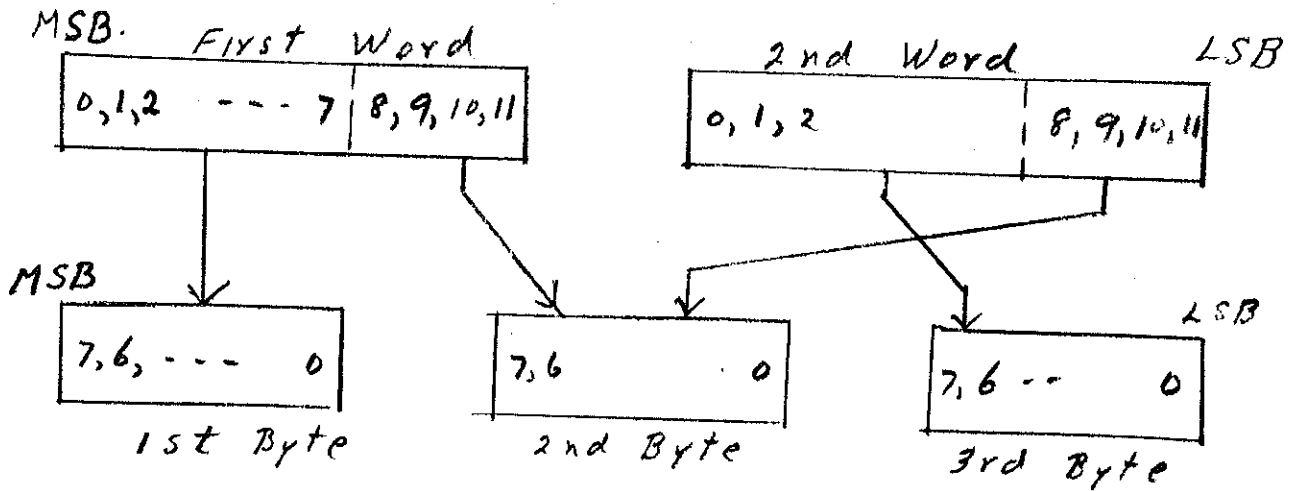 MSB. First Word 2nd Word LSB
0,1,2 --- 7 8,9,10,11 0,1,2 8,9,10,11
MSB LSB
7,6,--- 0 7,6 0 7,6 -- 0
1st Byte 2nd Byte 3rd Byte